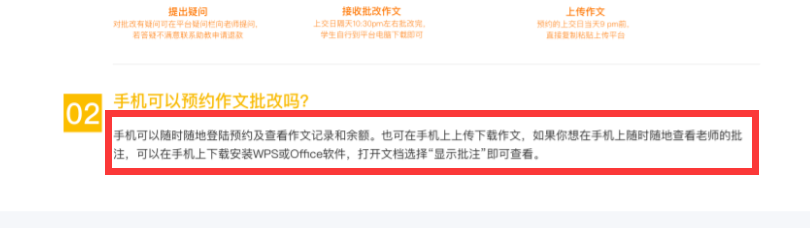 提出疑问
对批改有疑问可在平台疑问栏向老师提问,
若答疑不满意联系助教申请退款
接收批改作文
上交日隔天10:30pm左右批改完,
学生自行到平台电脑下载即可
上传作文
预约的上交日当天9 pm前,
直接复制粘贴上传平台
02
手机可以预约作文批改吗?
手机可以随时随地登陆预约及查看作文记录和余额。也可在手机上上传下载作文，如果你想在手机上随时随地查看老师的批
注，可以在手机上下载安装WPS或Office软件，打开文档选择“显示批注”即可查看。